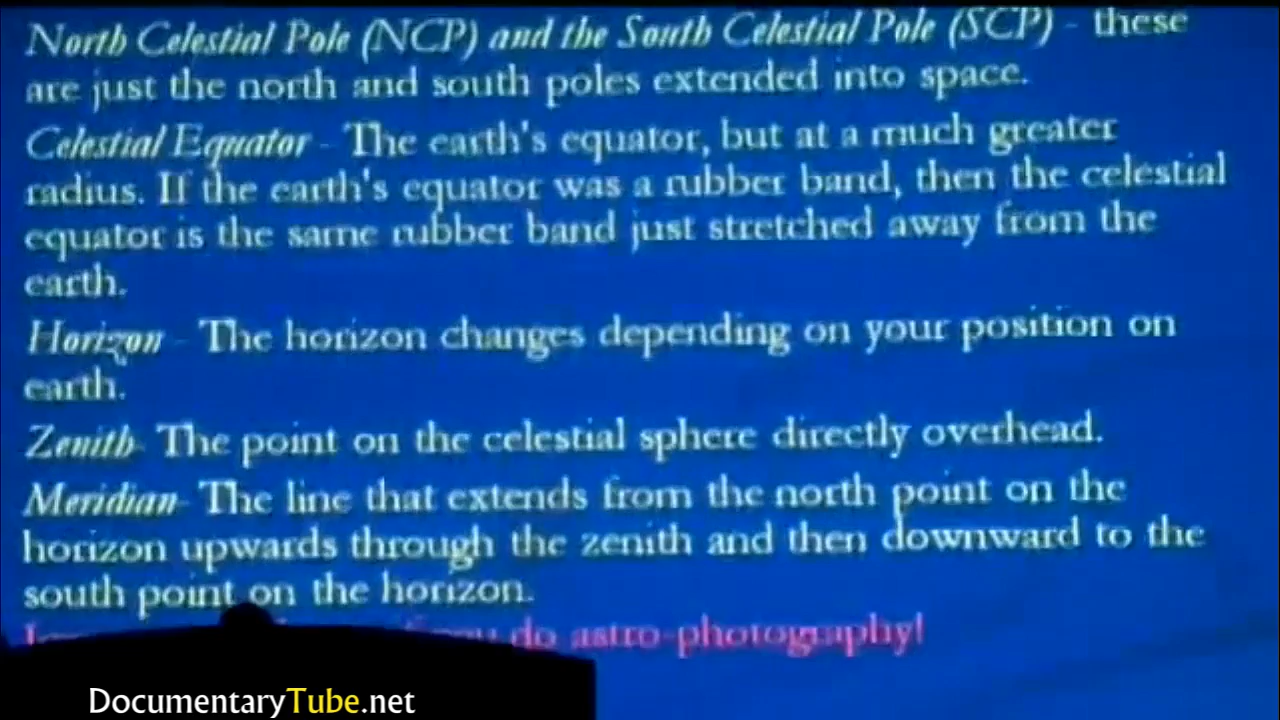 North Celestial Pole (NCP) and the South Celestial Pole (SCP) - these
are just the north and south poles extended into space.
Celestial Equator - The earth's equator, but at a much greater
radius. If the earth's equator was a rubber band, then the celestial
equator is the same rubber band just stretched away from the
earth.
Horizon - The horizon changes depending on your position on
earth.
Zenith- The point on the celestial sphere directly overhead.
Meridian- The line that extends from the north point on the
horizon upwards through the zenith and then downward to the
south point on the horizon.
do astro-photography!
DocumentaryTube.net